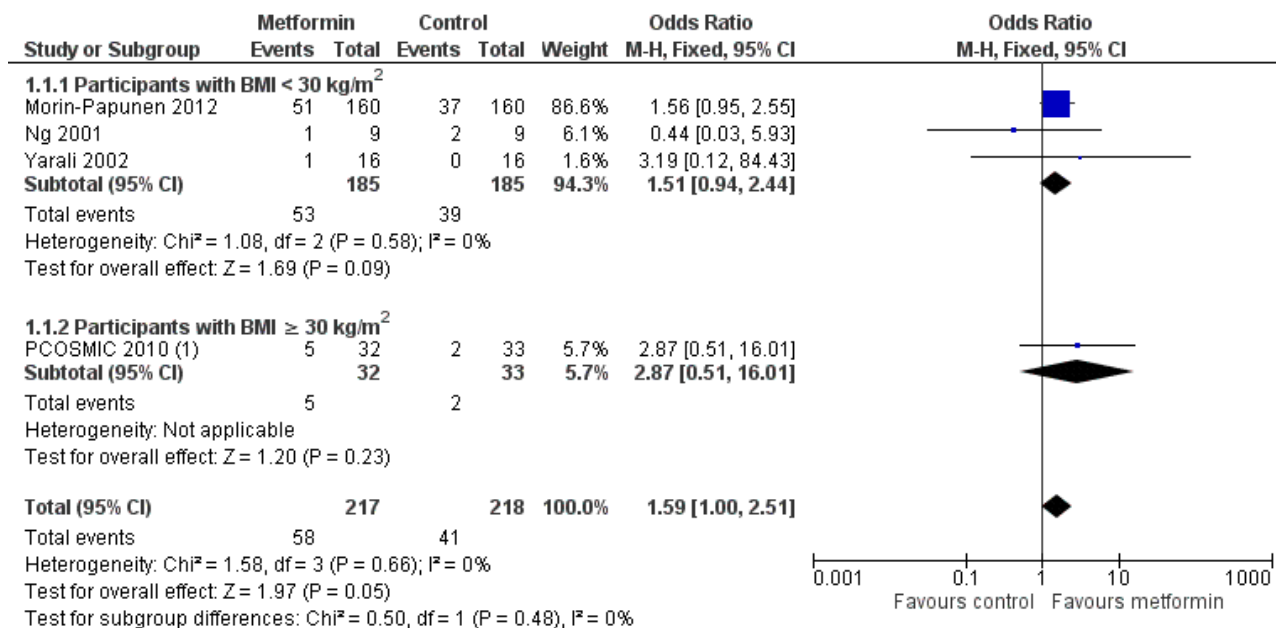 Metformin Control Odds Ratio Odds Ratio
Study or Subgroup Events Total Events Total Weight M-H, Fixed, 95% CI M-H, Fixed, 95% CI
1.1.1 Participants with BMI < 30 kg/m²
Morin-Papunen 2012 51 160 37 160 86.6% 1.56 [0.95, 2.55]
Ng 2001 1 9 2 9 6.1% 0.44 [0.03, 5.93]
Yarali 2002 1 16 0 16 1.6% 3.19 [0.12, 84.43]
Subtotal (95% CI) 185 185 94.3% 1.51 [0.94, 2.44]
Total events 53 39
Heterogeneity: Chi² = 1.08, df = 2 (P = 0.58); I² = 0%
Test for overall effect: Z = 1.69 (P = 0.09)
1.1.2 Participants with BMI ≥ 30 kg/m²
PCOSMIC 2010 (1) 5 32 2 33 5.7% 2.87 [0.51, 16.01]
Subtotal (95% CI) 32 33 5.7% 2.87 [0.51, 16.01]
Total events 5 2
Heterogeneity: Not applicable
Test for overall effect: Z = 1.20 (P = 0.23)
Total (95% CI) 217 218 100.0% 1.59 [1.00, 2.51]
Total events 58 41
Heterogeneity: Chi² = 1.58, df = 3 (P = 0.66); I² = 0%
Test for overall effect: Z = 1.97 (P = 0.05)
Test for subgroup differences: Chi² = 0.50, df = 1 (P = 0.48), I² = 0%
0.001 0.1 1 10 1000
Favours control Favours metformin